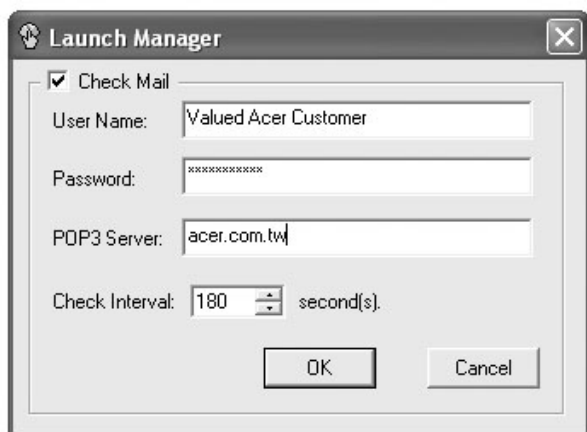 Launch Manager
Check Mail
User Name: Valued Acer Customer
Password: ***********
POP3 Server: acer.com.tw
Check Interval: 180 second(s).
OK Cancel